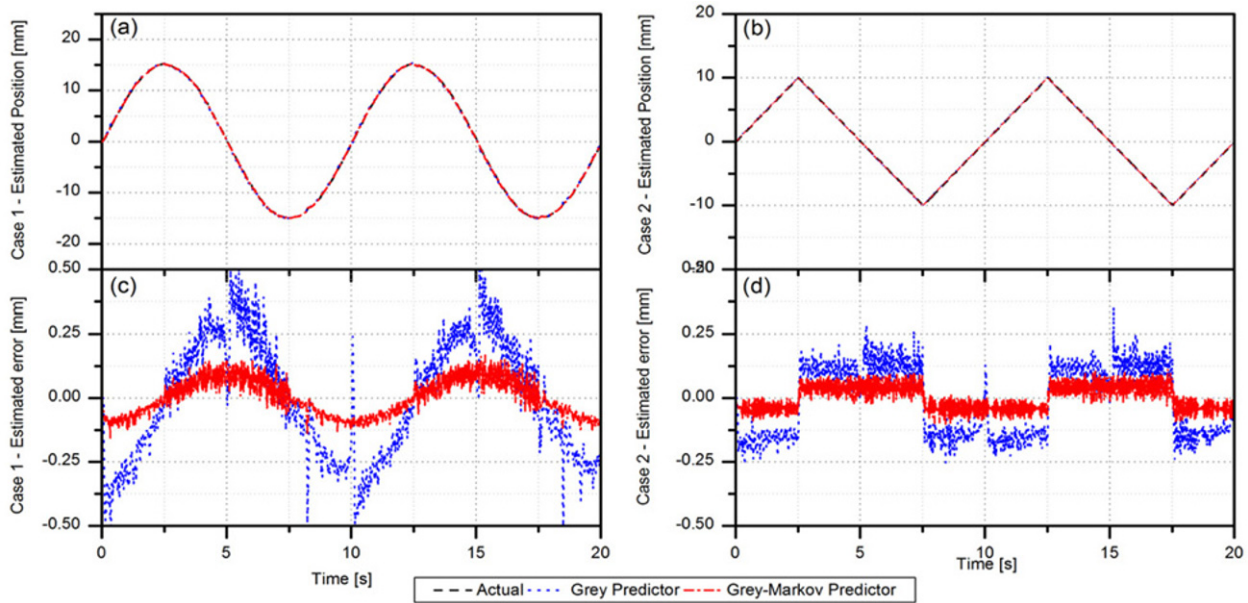 (a)
Case 1 - Estimated Position [mm]
20
10
0
-10
-20
(b)
Case 2 - Estimated Position [mm]
20
10
0
-10
(c)
Case 1 - Estimated error [mm]
0.50
0.25
0.00
-0.25
-0.50
0 5 10 15 20
Time [s]
(d)
Case 2 - Estimated error [mm]
0.25
0.00
-0.25
-0.50
0 5 10 15 20
Time [s]
Actual Grey Predictor Grey-Markov Predictor